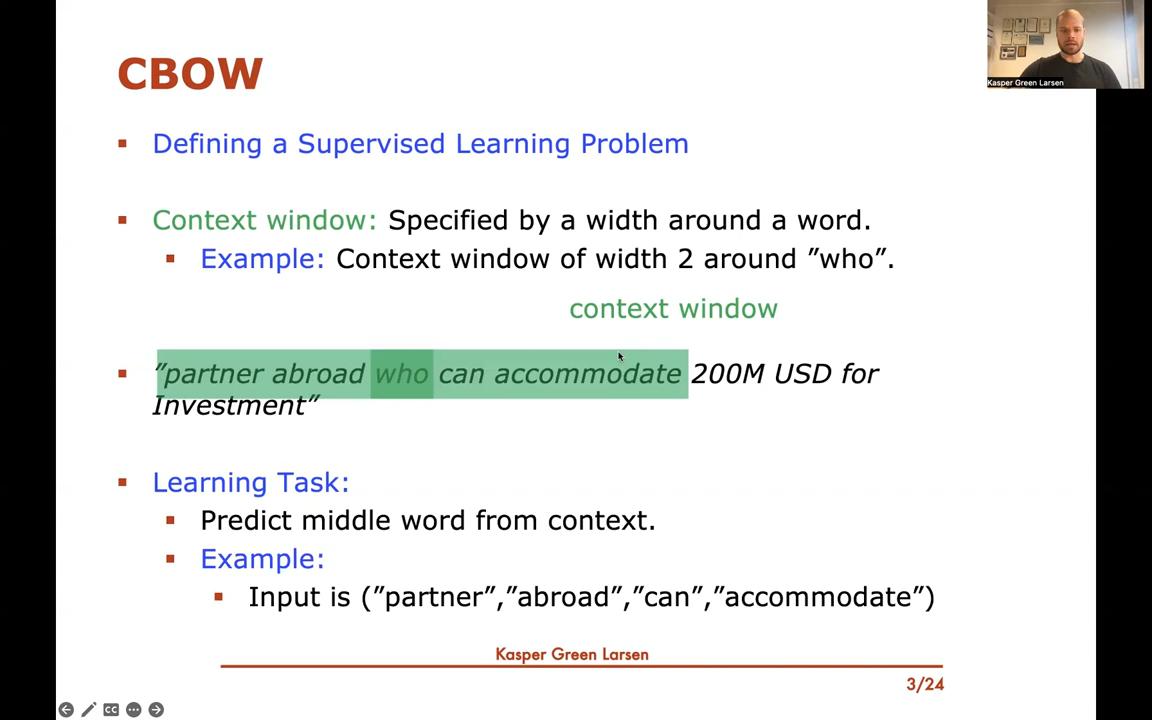 CBOW
Kasper Green Larsen
▪ Defining a Supervised Learning Problem
▪ Context window: Specified by a width around a word.
▪ Example: Context window of width 2 around ”who”.
context window
▪ ”partner abroad who can accommodate 200M USD for
Investment”
▪ Learning Task:
▪ Predict middle word from context.
▪ Example:
▪ Input is (”partner”,”abroad”,”can”,”accommodate”)
Kasper Green Larsen
3/24
CC